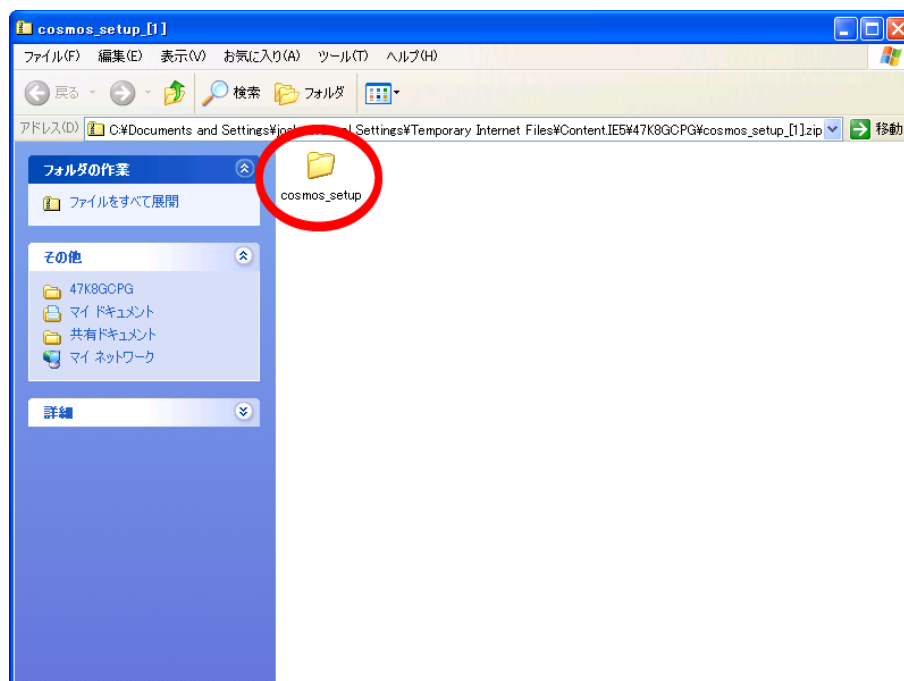 cosmos_setup_[1]
ファイル(F) 編集(E) 表示(V) お気に入り(A) ツール(T) ヘルプ(H)
戻る 検索 フォルダ
アドレス(D) C:¥Documents and Settings¥ Settings¥Temporary Internet Files¥Content.IE5¥47K8GCPG¥cosmos_setup_[1].zip 移動
フォルダの作業
ファイルをすべて展開
cosmos_setup
その他
47K8GCPG
マイ ドキュメント
共有ドキュメント
マイ ネットワーク
詳細